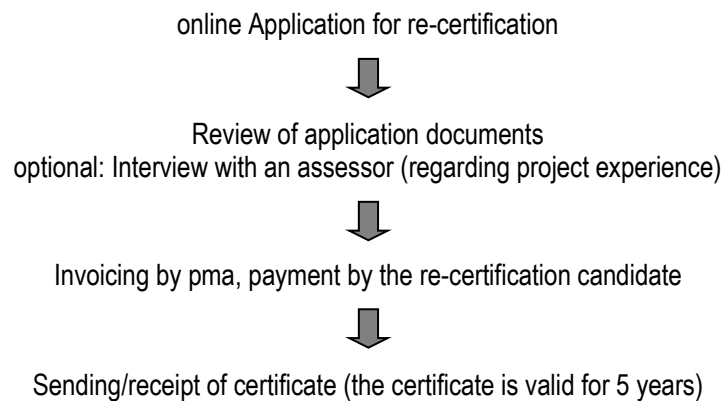 online Application for re-certification
Review of application documents
optional: Interview with an assessor (regarding project experience)
Invoicing by pma, payment by the re-certification candidate
Sending/receipt of certificate (the certificate is valid for 5 years)